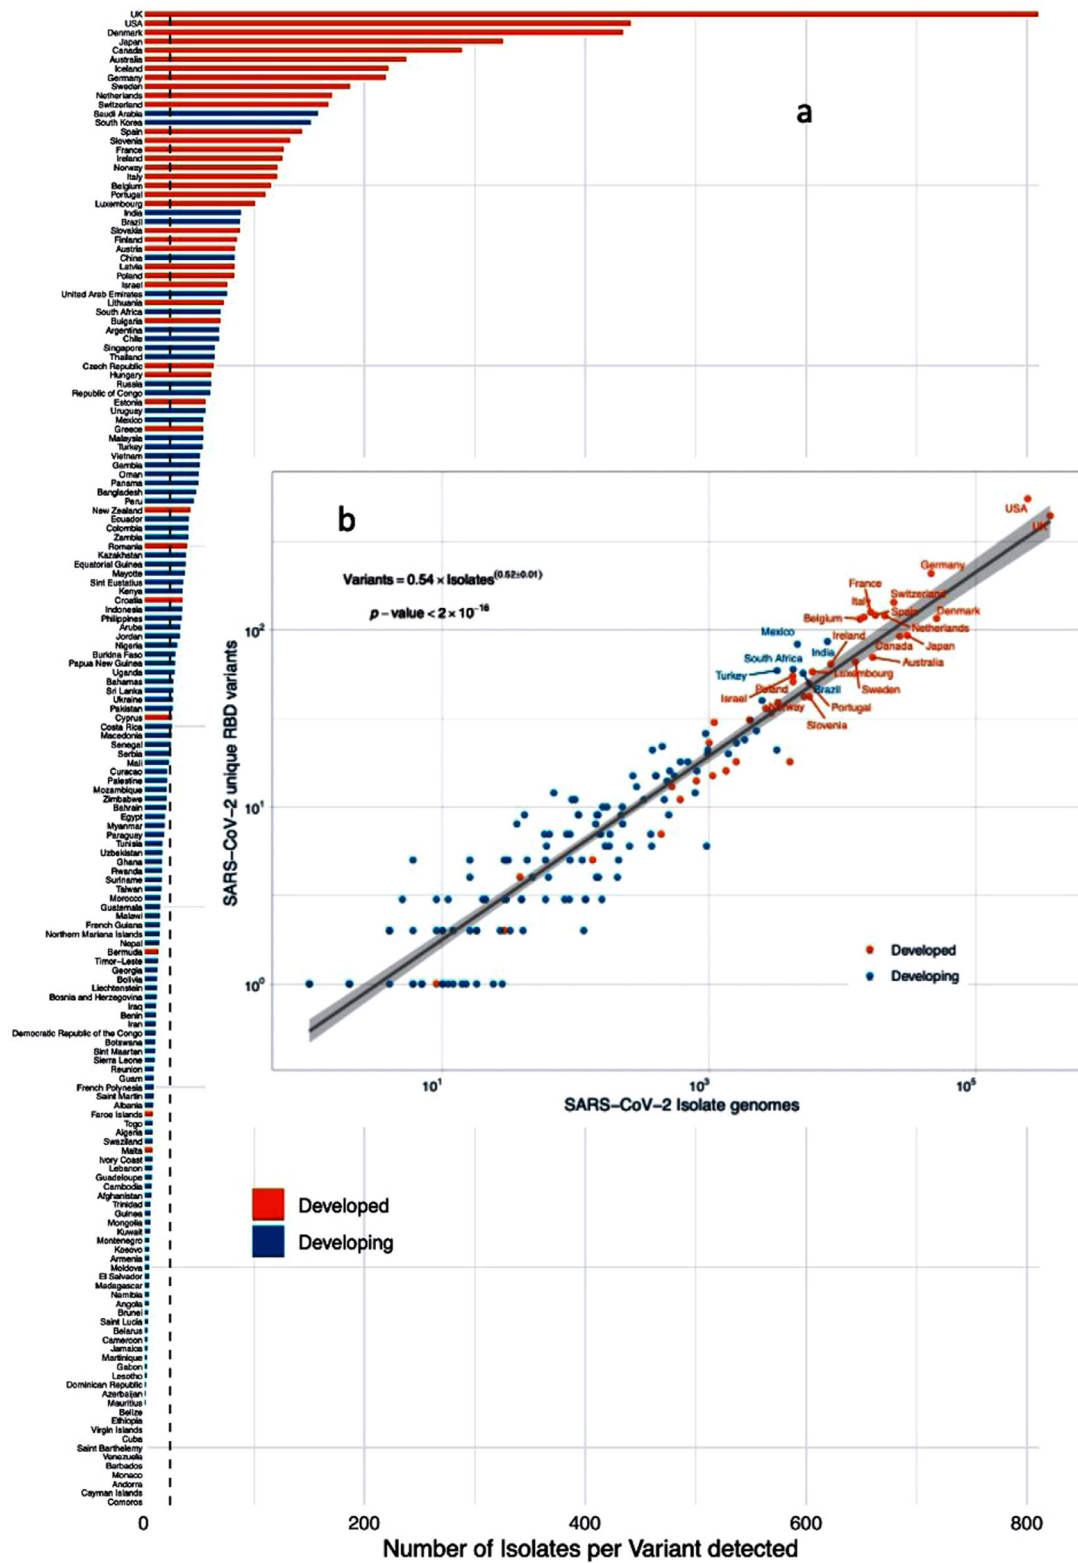 UK
USA
Denmark
Japan
Canada
Australia
Iceland
Germany
Sweden
Netherlands
Switzerland
Saudi Arabia
South Korea
Spain
Slovenia
France
Ireland
Norway
Italy
Belgium
Portugal
Luxembourg
India
Brazil
Slovakia
Finland
Austria
China
Latvia
Poland
Israel
United Arab Emirates
Lithuania
South Africa
Bulgaria
Argentina
Chile
Singapore
Thailand
Czech Republic
Hungary
Russia
Republic of Congo
Estonia
Uruguay
Mexico
Greece
Malaysia
Turkey
Vietnam
Gambia
Oman
Panama
Bangladesh
Peru
New Zealand
Ecuador
Colombia
Zambia
Romania
Kazakhstan
Equatorial Guinea
Mayotte
Sint Eustatius
Kenya
Croatia
Indonesia
Philippines
Aruba
Jordan
Nigeria
Burkina Faso
Papua New Guinea
Uganda
Bahamas
Sri Lanka
Ukraine
Pakistan
Cyprus
Costa Rica
Macedonia
Senegal
Serbia
Mali
Curacao
Palestine
Mozambique
Zimbabwe
Bahrain
Egypt
Myanmar
Paraguay
Tunisia
Uzbekistan
Ghana
Rwanda
Suriname
Taiwan
Morocco
Guatemala
Malawi
French Guiana
Northern Mariana Islands
Nepal
Bermuda
Timor-Leste
Georgia
Bolivia
Liechtenstein
Bosnia and Herzegovina
Iraq
Benin
Iran
Democratic Republic of the Congo
Botswana
Sint Maarten
Sierra Leone
Reunion
Guam
French Polynesia
Saint Martin
Albania
Faroe Islands
Togo
Algeria
Swaziland
Malta
Ivory Coast
Lebanon
Guadeloupe
Cambodia
Afghanistan
Trinidad
Guinea
Mongolia
Kuwait
Montenegro
Kosovo
Armenia
Moldova
El Salvador
Madagascar
Namibia
Angola
Brunei
Saint Lucia
Belarus
Cameroon
Jamaica
Martinique
Gabon
Lesotho
Dominican Republic
Azerbaijan
Mauritius
Belize
Ethiopia
Virgin Islands
Cuba
Saint Barthelemy
Venezuela
Barbados
Monaco
Andorra
Cayman Islands
Comoros
0 200 400 600 800
Number of Isolates per Variant detected
a
Developed
Developing
b
Variants = 0.54 × Isolates^(0.52±0.01)
p – value < 2 × 10^−16
SARS–CoV–2 unique RBD variants
10^2
10^1
10^0
USA
UK
Germany
France
Switzerland
Italy
Spain
Denmark
Belgium
Netherlands
Mexico
Ireland
Canada
Japan
India
South Africa
Australia
Turkey
Luxembourg
Poland
Brazil
Sweden
Israel
Norway
Portugal
Slovenia
Developed
Developing
10^1 10^3 10^5
SARS–CoV–2 Isolate genomes